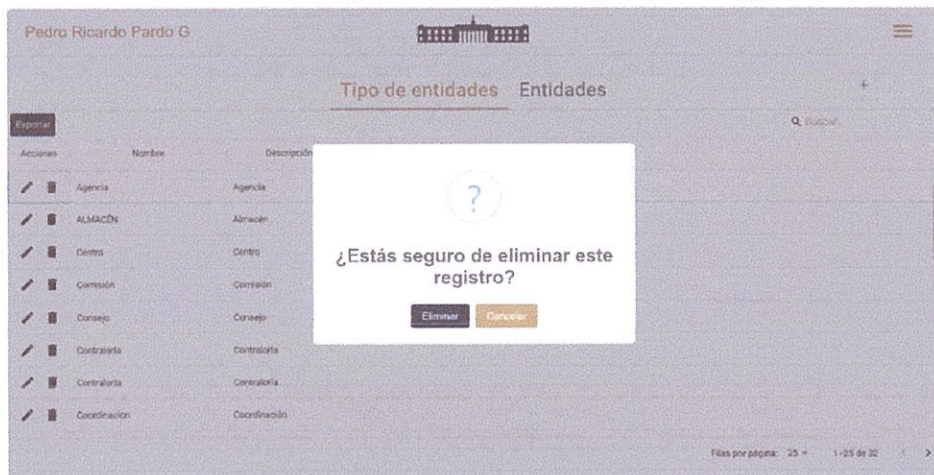 Pedro Ricardo Pardo G
Tipo de entidades Entidades
+
Exportar
Buscar...
Acciones Nombre Descripción
Agencia Agencia
ALMACÉN Almacén
Centro Centro
Comisión Comisión
Consejo Consejo
Contraloria Contraloria
Contraloría Contraloría
Coordinación Coordinación
?
¿Estás seguro de eliminar este
registro?
Eliminar Cancelar
Filas por página: 25 1-25 de 32